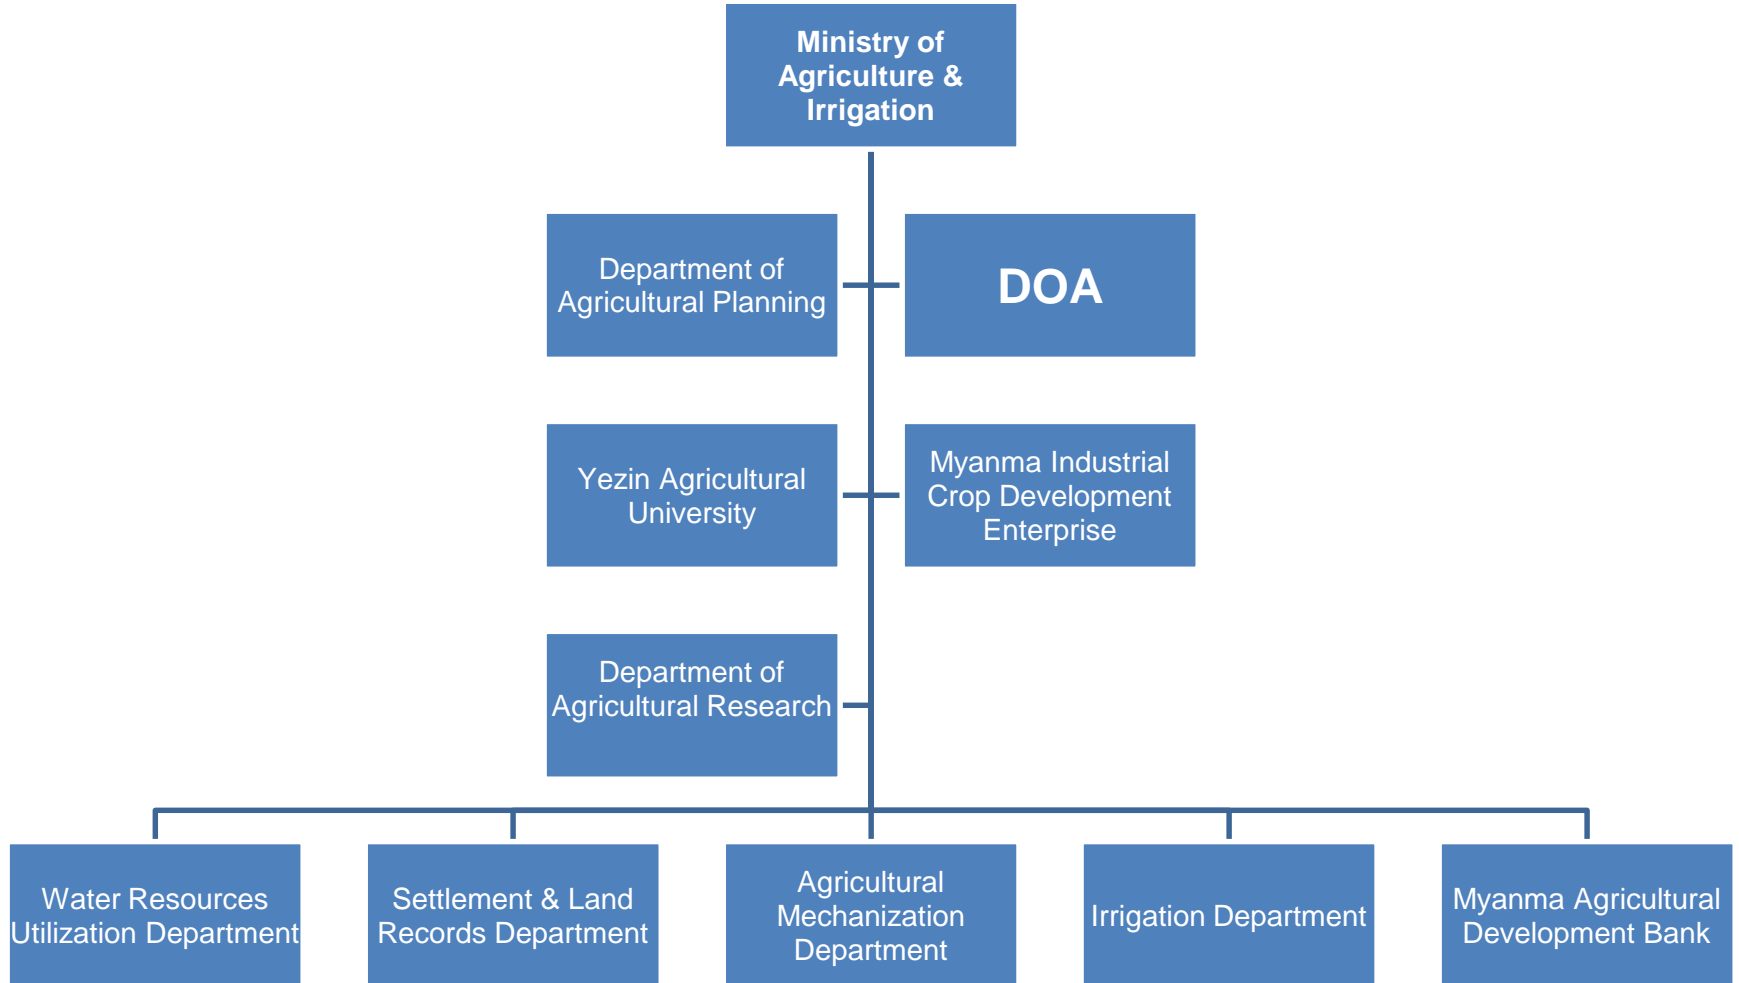 Ministry of
Agriculture &
Irrigation
Department of
Agricultural Planning
DOA
Yezin Agricultural
University
Myanma Industrial
Crop Development
Enterprise
Department of
Agricultural Research
Water Resources
Utilization Department
Settlement & Land
Records Department
Agricultural
Mechanization
Department
Irrigation Department
Myanma Agricultural
Development Bank